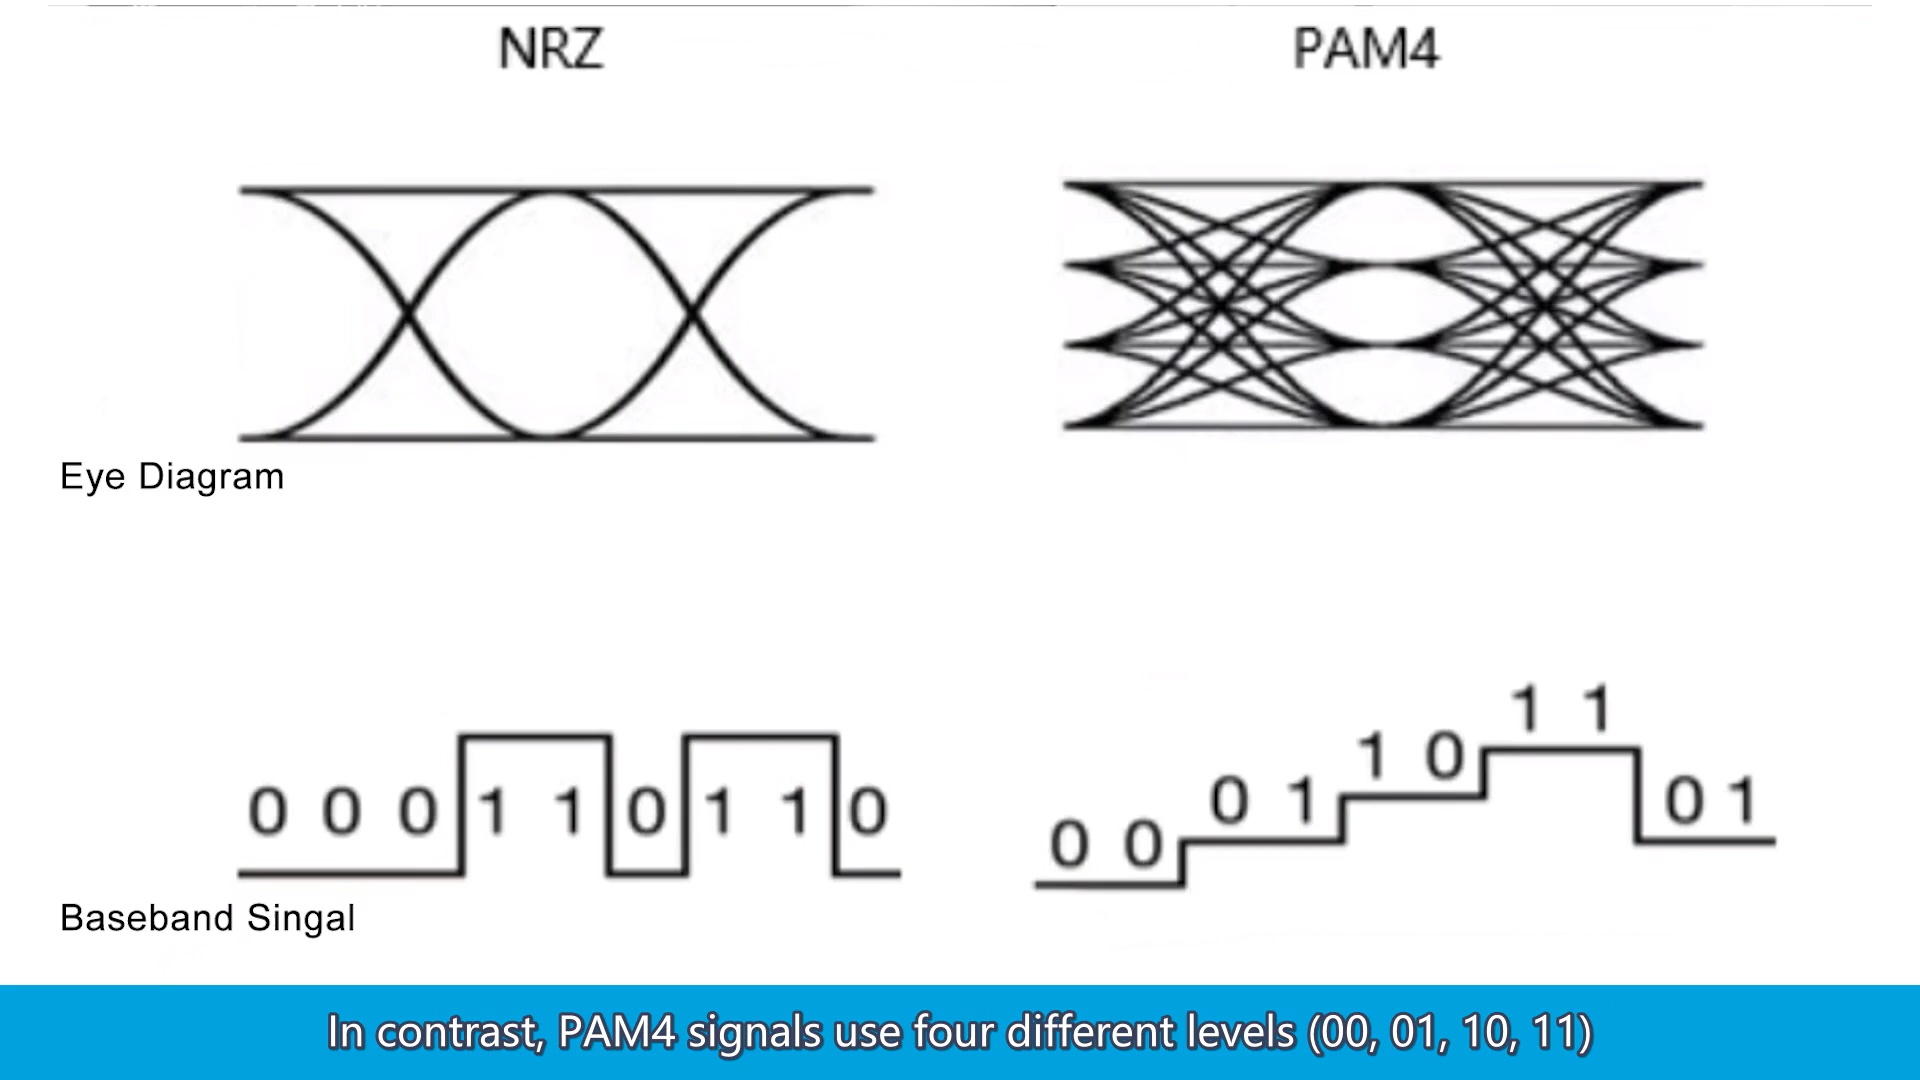 NRZ
PAM4
Eye Diagram
0 0 0 1 1 0 1 1 0
0 0 0 1 1 0 1 1 0 1
Baseband Singal
In contrast, PAM4 signals use four different levels (00, 01, 10, 11)